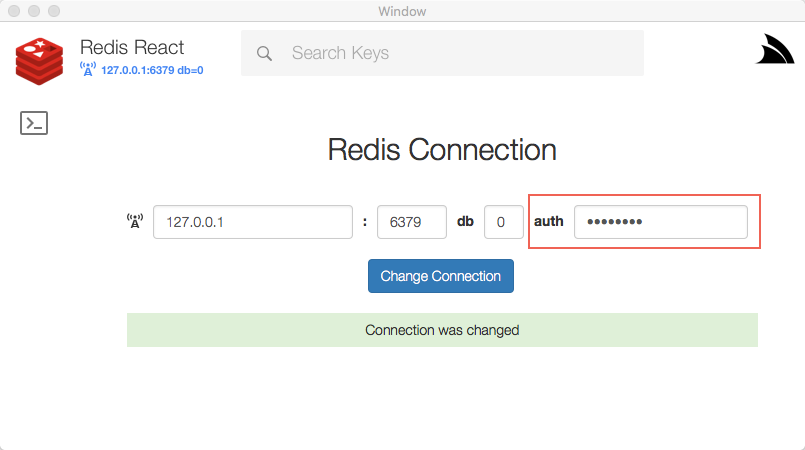 Window
Redis React
127.0.0.1:6379 db=0
Search Keys
Redis Connection
127.0.0.1 : 6379 db 0 auth ••••••••
Change Connection
Connection was changed